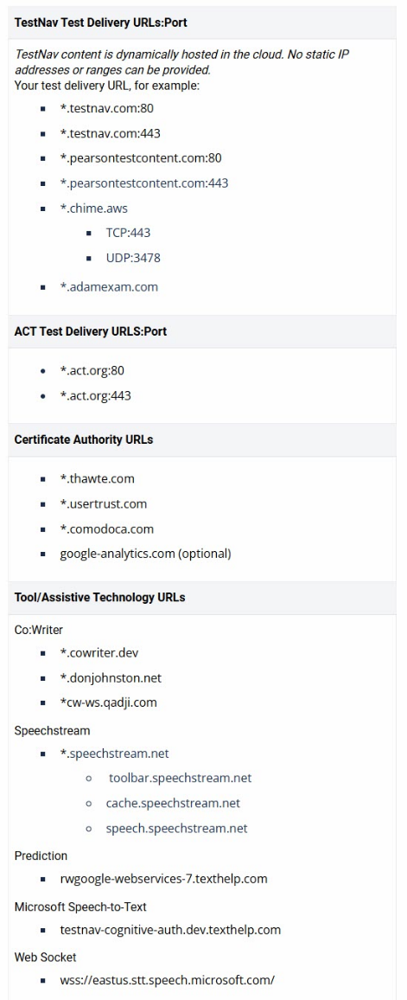 TestNav Test Delivery URLs:Port
TestNav content is dynamically hosted in the cloud. No static IP
addresses or ranges can be provided.
Your test delivery URL, for example:
*.testnav.com:80
*.testnav.com:443
*.pearsontestcontent.com:80
*.pearsontestcontent.com:443
*.chime.aws
TCP:443
UDP:3478
*.adamexam.com
ACT Test Delivery URLS:Port
*.act.org:80
*.act.org:443
Certificate Authority URLs
*.thawte.com
*.usertrust.com
*.comodoca.com
google-analytics.com (optional)
Tool/Assistive Technology URLs
Co:Writer
*.cowriter.dev
*.donjohnston.net
*cw-ws.qadji.com
Speechstream
*.speechstream.net
toolbar.speechstream.net
cache.speechstream.net
speech.speechstream.net
Prediction
rwgoogle-webservices-7.texthelp.com
Microsoft Speech-to-Text
testnav-cognitive-auth.dev.texthelp.com
Web Socket
wss://eastus.stt.speech.microsoft.com/